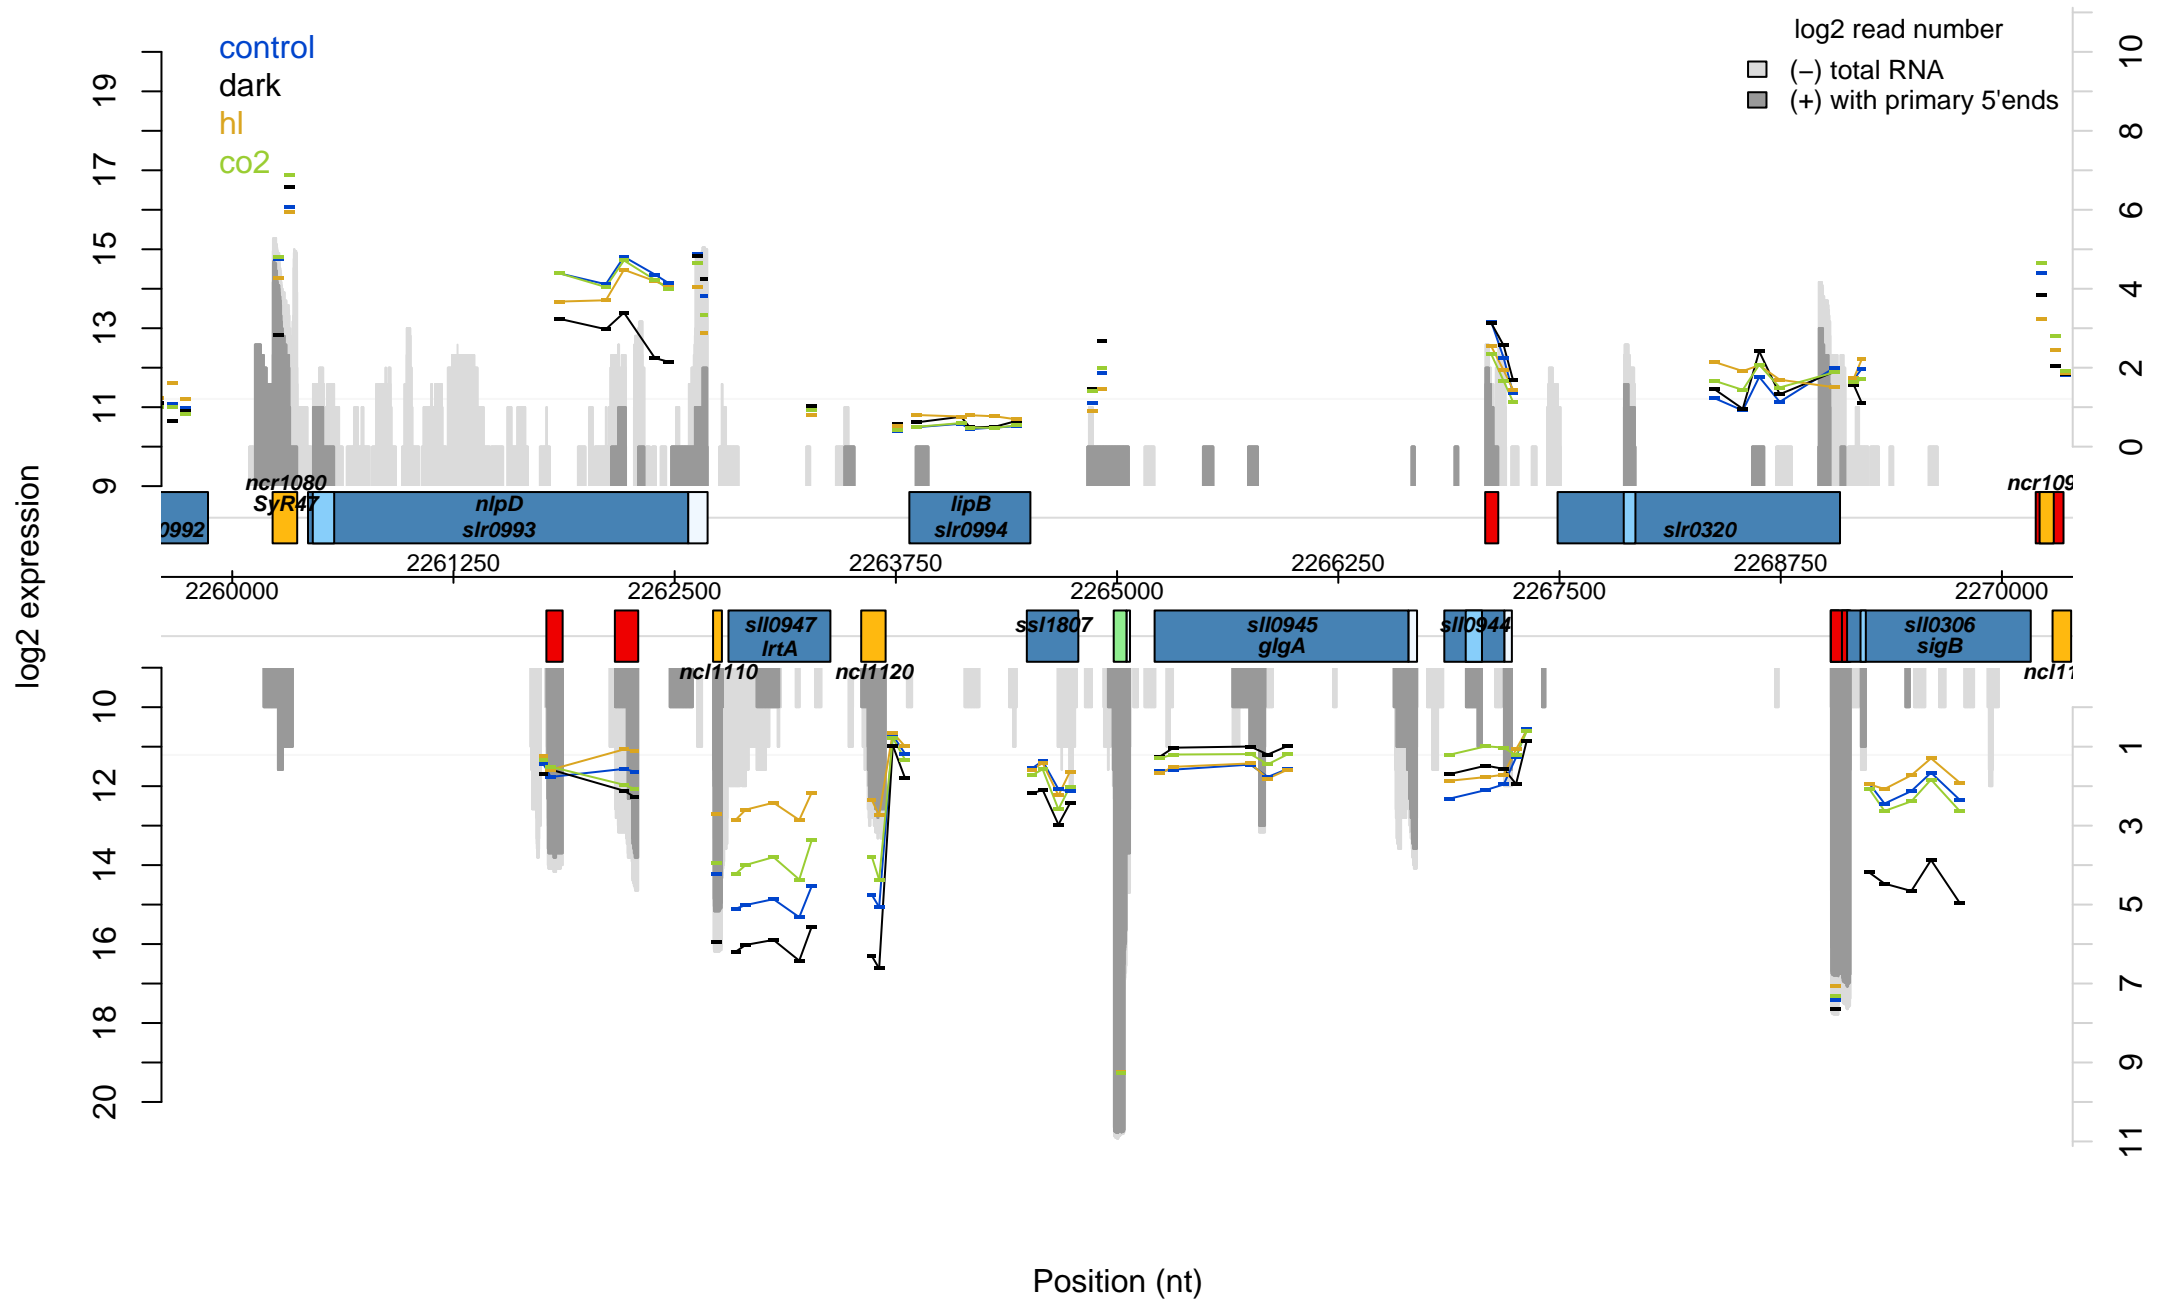 control
dark
hl
co2
log2 read number
(−) total RNA
(+) with primary 5'ends
19
17
15
13
11
9
10
8
6
4
2
0
log2 expression
ncr1080
SyR47
0992
nlpD
slr0993
lipB
slr0994
slr0320
ncr109
2261250
2263750
2266250
2268750
2260000
2262500
2265000
2267500
2270000
sll0947
lrtA
ssl1807
sll0945
glgA
sll0944
sll0306
sigB
ncl1110
ncl1120
ncl11
10
12
14
16
18
20
1
3
5
7
9
11
Position (nt)